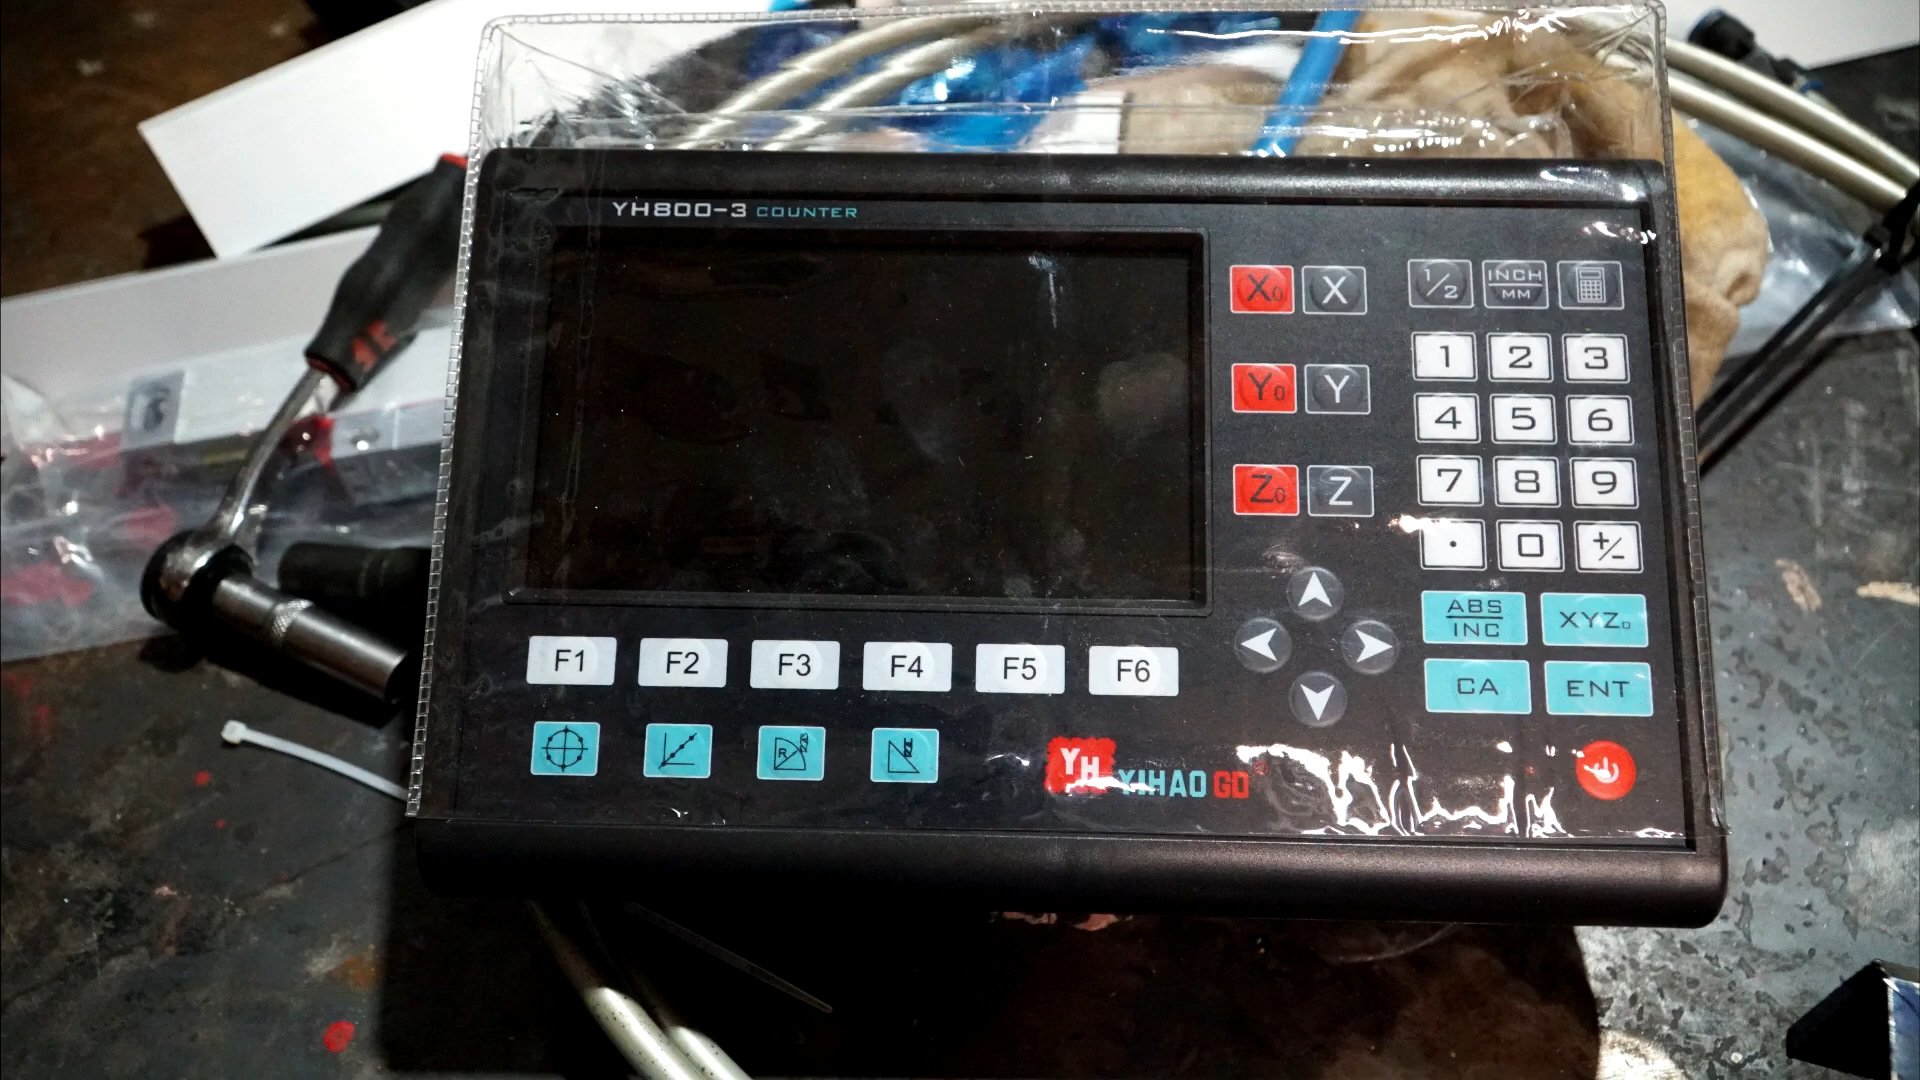 YH800-3 COUNTER
X0 X
1/2 INCH/MM
Y0 Y
1 2 3
4 5 6
Z0 Z
7 8 9
. 0 +/-
ABS/INC XYZ0
F1 F2 F3 F4 F5 F6
CA ENT
R
YH YIHAO GD